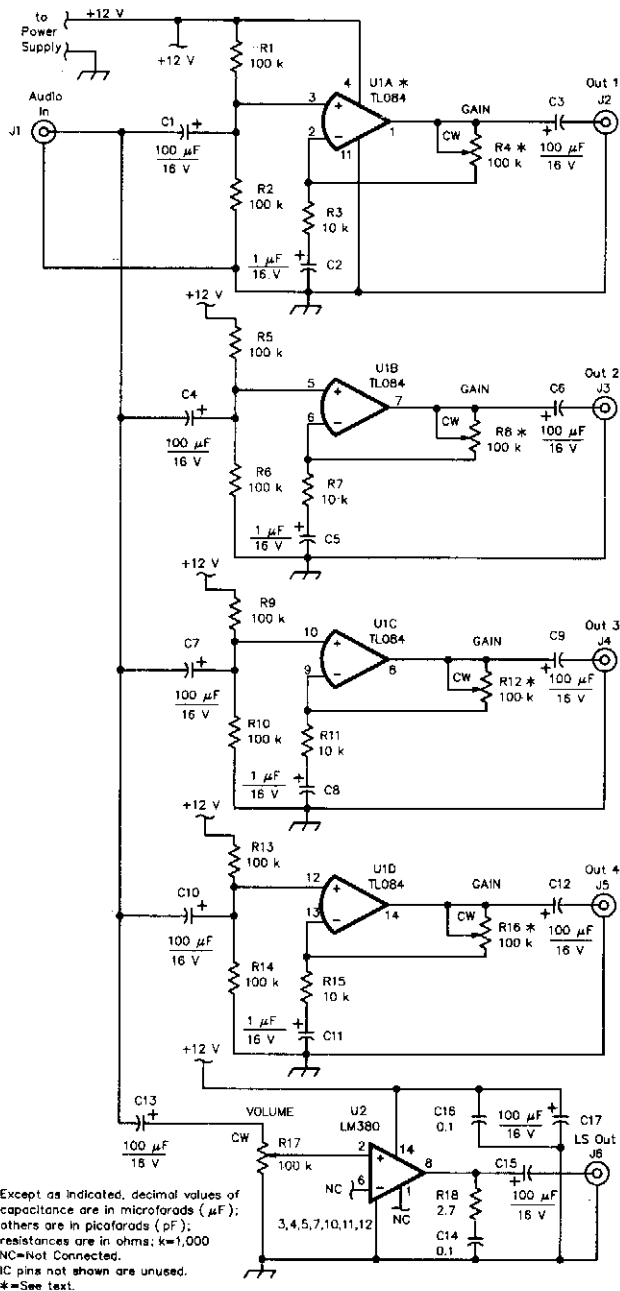 to
Power
Supply
+12 V
+12 V
R1
100 k
Audio
In
J1
C1
+
100 µF
16 V
R2
100 k
4
3
+
2
−
11
U1A *
TL084
1
GAIN
CW
R4 *
100 k
C3
+
100 µF
16 V
Out 1
J2
R3
10 k
1 µF
16 V
+
C2
+12 V
R5
100 k
C4
+
100 µF
16 V
R6
100 k
5
+
6
−
U1B
TL084
7
GAIN
CW
R8 *
100 k
C6
+
100 µF
16 V
Out 2
J3
R7
10 k
1 µF
16 V
+
C5
+12 V
R9
100 k
C7
+
100 µF
16 V
R10
100 k
10
+
9
−
U1C
TL084
8
GAIN
CW
R12 *
100 k
C9
+
100 µF
16 V
Out 3
J4
R11
10 k
1 µF
16 V
+
C8
+12 V
R13
100 k
C10
+
100 µF
16 V
R14
100 k
12
+
13
−
U1D
TL084
14
GAIN
CW
R16 *
100 k
C12
+
100 µF
16 V
Out 4
J5
R15
10 k
1 µF
16 V
+
C11
+12 V
C13
+
100 µF
16 V
VOLUME
CW
R17
100 k
U2
LM380
2
+
14
6
−
NC
1
NC
8
3,4,5,7,10,11,12
C16
0.1
100 µF
16 V
+
C17
LS Out
J6
C15
+
100 µF
16 V
R18
2.7
C14
0.1
Except as indicated, decimal values of
capacitance are in microfarads (µF);
others are in picofarads (pF);
resistances are in ohms; k=1,000
NC=Not Connected.
IC pins not shown are unused.
*=See text.